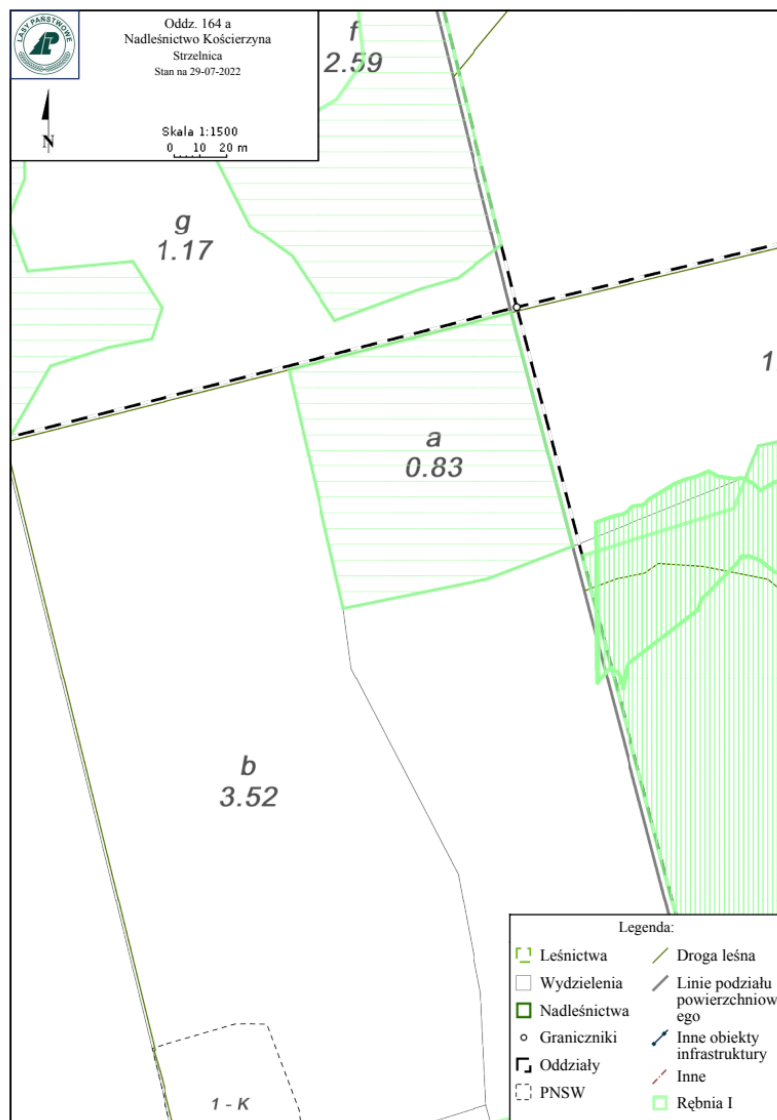 LASY PAŃSTWOWE
Oddz. 164 a
Nadleśnictwo Kościerzyna
Strzelnica
Stan na 29-07-2022
N
Skala 1:1500
0 10 20 m
f
2.59
g
1.17
1
a
0.83
b
3.52
1 - K
Legenda:
Leśnictwa
Wydzielenia
Nadleśnictwa
Graniczniki
Oddziały
PNSW
Droga leśna
Linie podziału
powierzchniow
ego
Inne obiekty
infrastruktury
Inne
Rębnia I